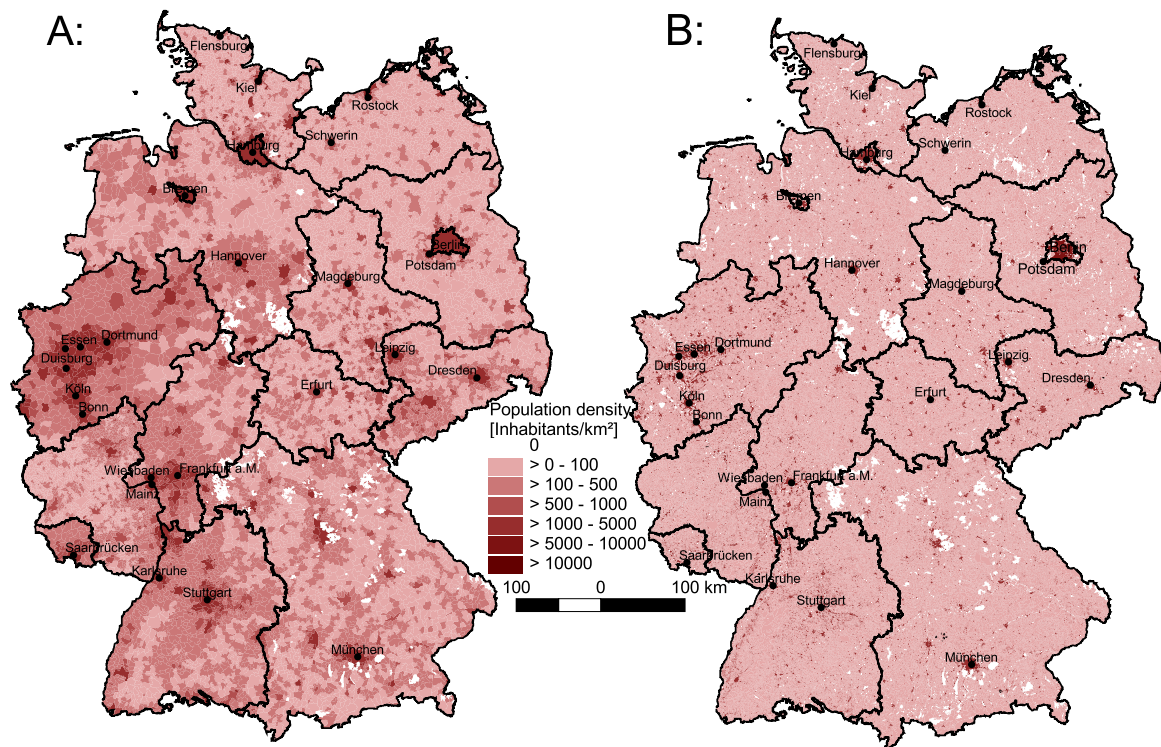 A:
B:
Flensburg
Kiel
Rostock
Schwerin
Hamburg
Bremen
Berlin
Potsdam
Hannover
Magdeburg
Essen
Dortmund
Duisburg
Leipzig
Dresden
Köln
Erfurt
Bonn
Wiesbaden
Frankfurt a.M.
Mainz
Saarbrücken
Karlsruhe
Stuttgart
München
Population density
[Inhabitants/km²]
0
> 0 - 100
> 100 - 500
> 500 - 1000
> 1000 - 5000
> 5000 - 10000
> 10000
100 0 100 km
Flensburg
Kiel
Rostock
Schwerin
Hamburg
Bremen
Berlin
Potsdam
Hannover
Magdeburg
Essen
Dortmund
Duisburg
Leipzig
Dresden
Köln
Erfurt
Bonn
Wiesbaden
Frankfurt a.M.
Mainz
Saarbrücken
Karlsruhe
Stuttgart
München